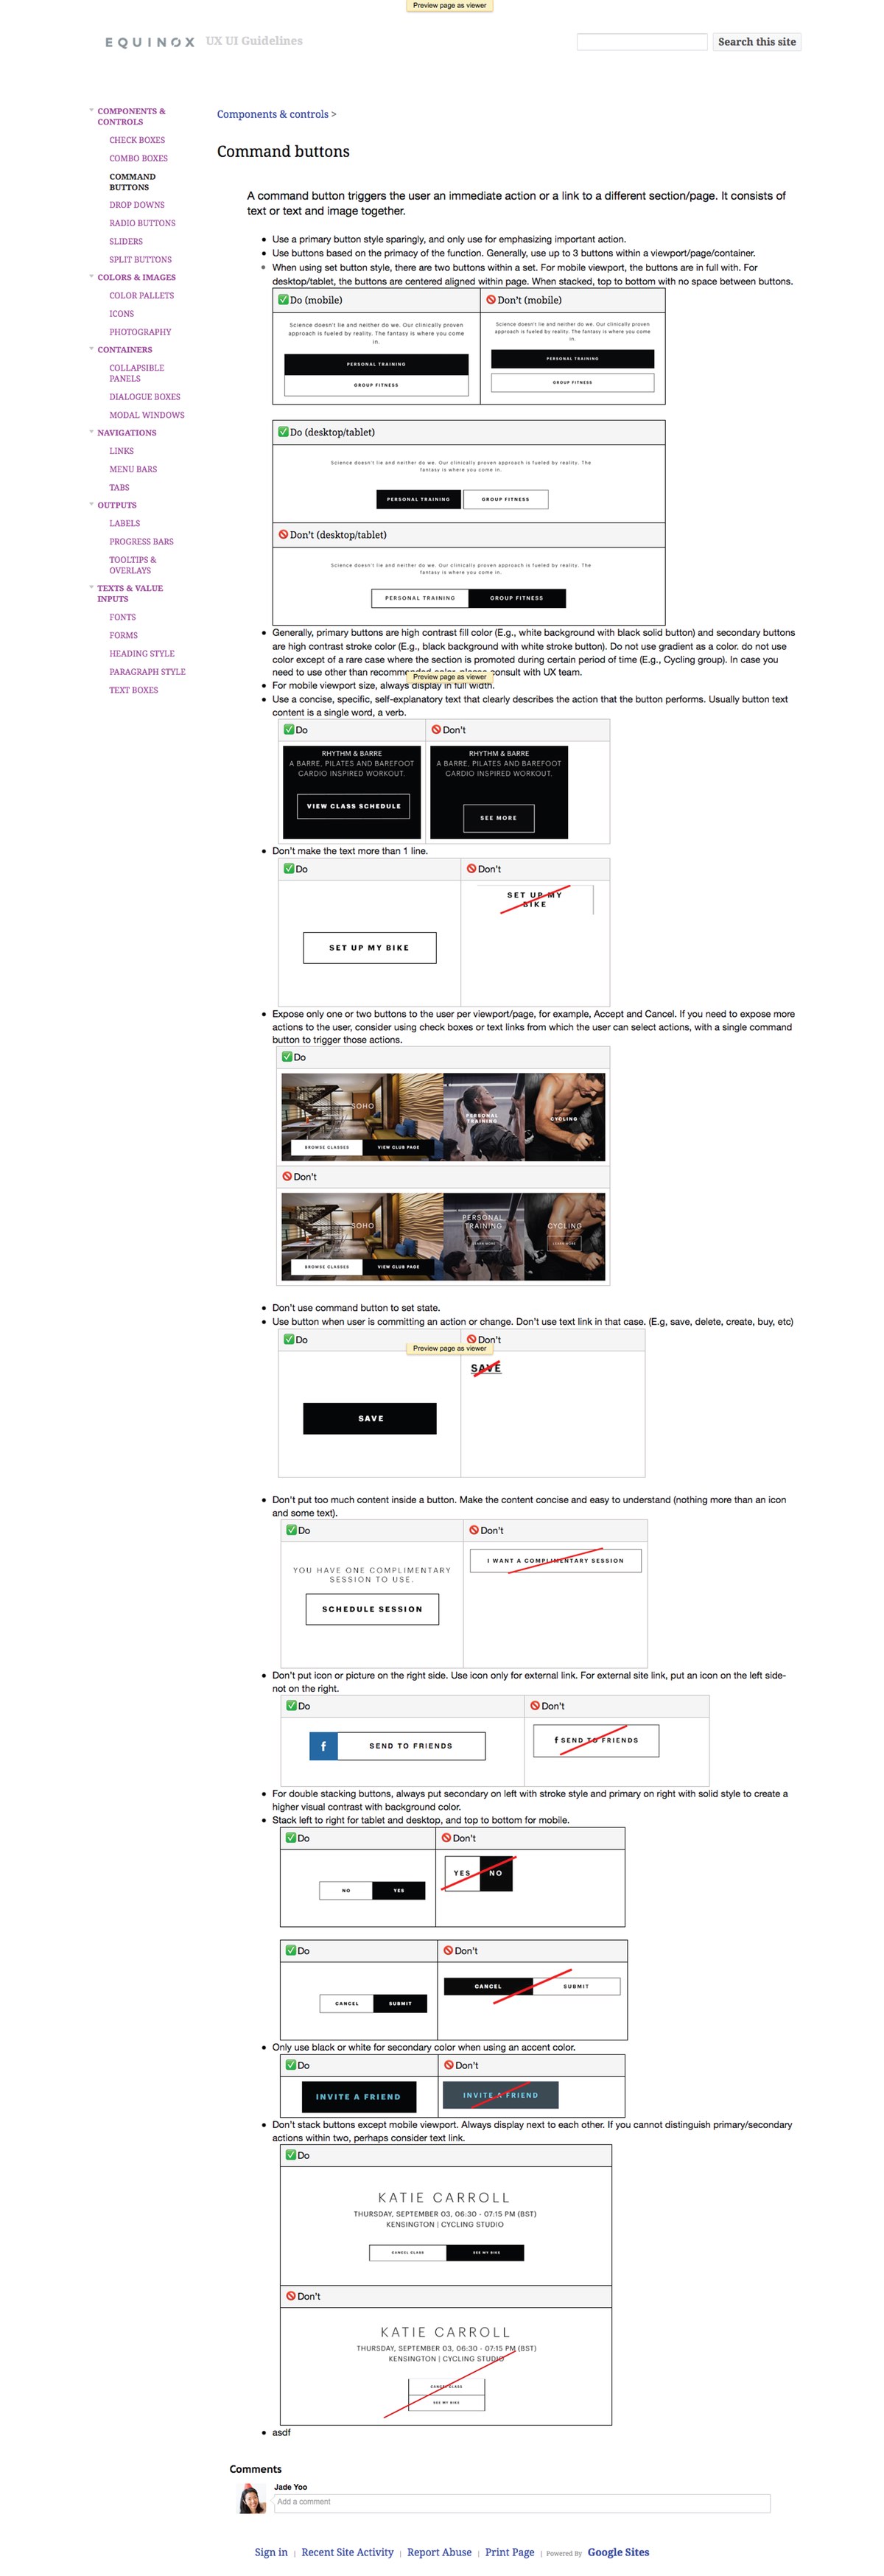 Preview page as viewer
EQUINOX UX UI Guidelines
Search this site
COMPONENTS &
CONTROLS
CHECK BOXES
COMBO BOXES
COMMAND
BUTTONS
DROP DOWNS
RADIO BUTTONS
SLIDERS
SPLIT BUTTONS
COLORS & IMAGES
COLOR PALLETS
ICONS
PHOTOGRAPHY
CONTAINERS
COLLAPSIBLE
PANELS
DIALOGUE BOXES
MODAL WINDOWS
NAVIGATIONS
LINKS
MENU BARS
TABS
OUTPUTS
LABELS
PROGRESS BARS
TOOLTIPS &
OVERLAYS
TEXTS & VALUE
INPUTS
FONTS
FORMS
HEADING STYLE
PARAGRAPH STYLE
TEXT BOXES
Components & controls >
Command buttons
A command button triggers the user an immediate action or a link to a different section/page. It consists of
text or text and image together.
Use a primary button style sparingly, and only use for emphasizing important action.
Use buttons based on the primacy of the function. Generally, use up to 3 buttons within a viewport/page/container.
When using set button style, there are two buttons within a set. For mobile viewport, the buttons are in full with. For
desktop/tablet, the buttons are centered aligned within page. When stacked, top to bottom with no space between buttons.
Do (mobile)
Don't (mobile)
Science doesn't lie and neither do we. Our clinically proven
approach is fueled by reality. The fantasy is where you come
in.
PERSONAL TRAINING
GROUP FITNESS
Science doesn't lie and neither do we. Our clinically proven
approach is fueled by reality. The fantasy is where you come
in.
PERSONAL TRAINING
GROUP FITNESS
Do (desktop/tablet)
Science doesn't lie and neither do we. Our clinically proven approach is fueled by reality. The
fantasy is where you come in.
PERSONAL TRAINING GROUP FITNESS
Don't (desktop/tablet)
Science doesn't lie and neither do we. Our clinically proven approach is fueled by reality. The
fantasy is where you come in.
PERSONAL TRAINING GROUP FITNESS
Generally, primary buttons are high contrast fill color (E.g., white background with black solid button) and secondary buttons
are high contrast stroke color (E.g., black background with white stroke button). Do not use gradient as a color. do not use
color except of a rare case where the section is promoted during certain period of time (E.g., Cycling group). In case you
need to use other than consult with UX team.
Preview page as viewer
For mobile viewport size, always display in full width.
Use a concise, specific, self-explanatory text that clearly describes the action that the button performs. Usually button text
content is a single word, a verb.
Do
Don't
RHYTHM & BARRE
A BARRE, PILATES AND BAREFOOT
CARDIO INSPIRED WORKOUT.
VIEW CLASS SCHEDULE
RHYTHM & BARRE
A BARRE, PILATES AND BAREFOOT
CARDIO INSPIRED WORKOUT.
SEE MORE
Don't make the text more than 1 line.
Do
Don't
SET UP MY BIKE
SET UP MY
BIKE
Expose only one or two buttons to the user per viewport/page, for example, Accept and Cancel. If you need to expose more
actions to the user, consider using check boxes or text links from which the user can select actions, with a single command
button to trigger those actions.
Do
SOHO
BROWSE CLASSES VIEW CLUB PAGE
PERSONAL
TRAINING
CYCLING
Don't
SOHO
BROWSE CLASSES VIEW CLUB PAGE
PERSONAL
TRAINING
LEARN MORE
CYCLING
LEARN MORE
Don't use command button to set state.
Use button when user is committing an action or change. Don't use text link in that case. (E.g, save, delete, create, buy, etc)
Do
Don't
Preview page as viewer
SAVE
SAVE
Don't put too much content inside a button. Make the content concise and easy to understand (nothing more than an icon
and some text).
Do
Don't
YOU HAVE ONE COMPLIMENTARY
SESSION TO USE.
SCHEDULE SESSION
I WANT A COMPLIMENTARY SESSION
Don't put icon or picture on the right side. Use icon only for external link. For external site link, put an icon on the left side-
not on the right.
Do
Don't
f SEND TO FRIENDS
f SEND TO FRIENDS
For double stacking buttons, always put secondary on left with stroke style and primary on right with solid style to create a
higher visual contrast with background color.
Stack left to right for tablet and desktop, and top to bottom for mobile.
Do
Don't
NO YES
YES NO
Do
Don't
CANCEL SUBMIT
CANCEL SUBMIT
Only use black or white for secondary color when using an accent color.
Do
Don't
INVITE A FRIEND
INVITE A FRIEND
Don't stack buttons except mobile viewport. Always display next to each other. If you cannot distinguish primary/secondary
actions within two, perhaps consider text link.
Do
KATIE CARROLL
THURSDAY, SEPTEMBER 03, 06:30 - 07:15 PM (BST)
KENSINGTON | CYCLING STUDIO
CANCEL CLASS SEE MY BIKE
Don't
KATIE CARROLL
THURSDAY, SEPTEMBER 03, 06:30 - 07:15 PM (BST)
KENSINGTON | CYCLING STUDIO
CANCEL CLASS
SEE MY BIKE
asdf
Comments
Jade Yoo
Add a comment
Sign in | Recent Site Activity | Report Abuse | Print Page | Powered By Google Sites